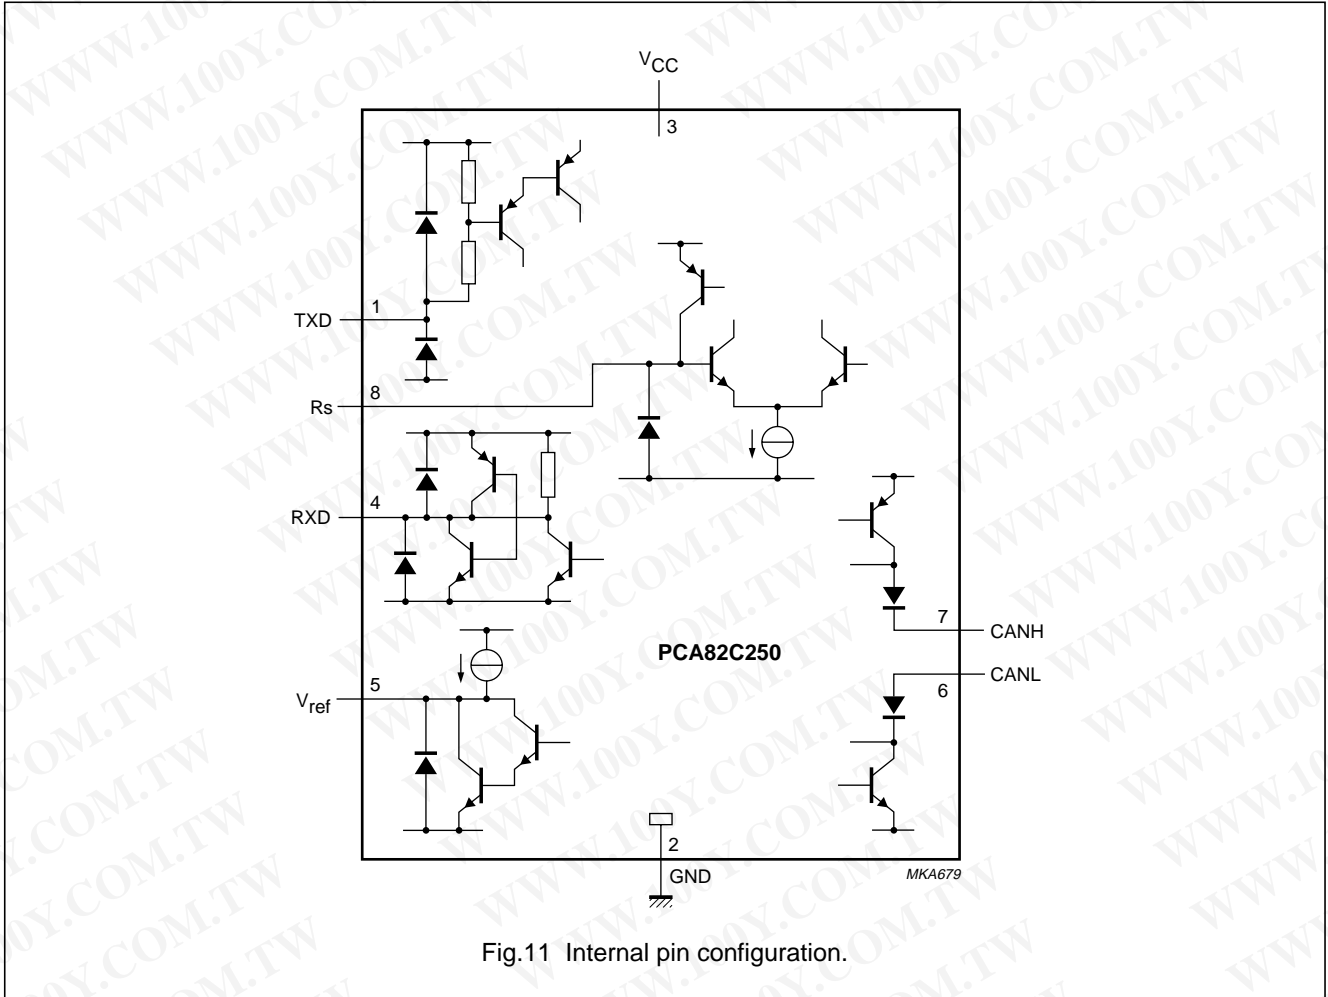 VCC
3
1
TXD
8
Rs
4
RXD
7
CANH
PCA82C250
CANL
6
5
Vref
2
GND
MKA679
Fig.11 Internal pin configuration.
WWW.100Y.COM.TW